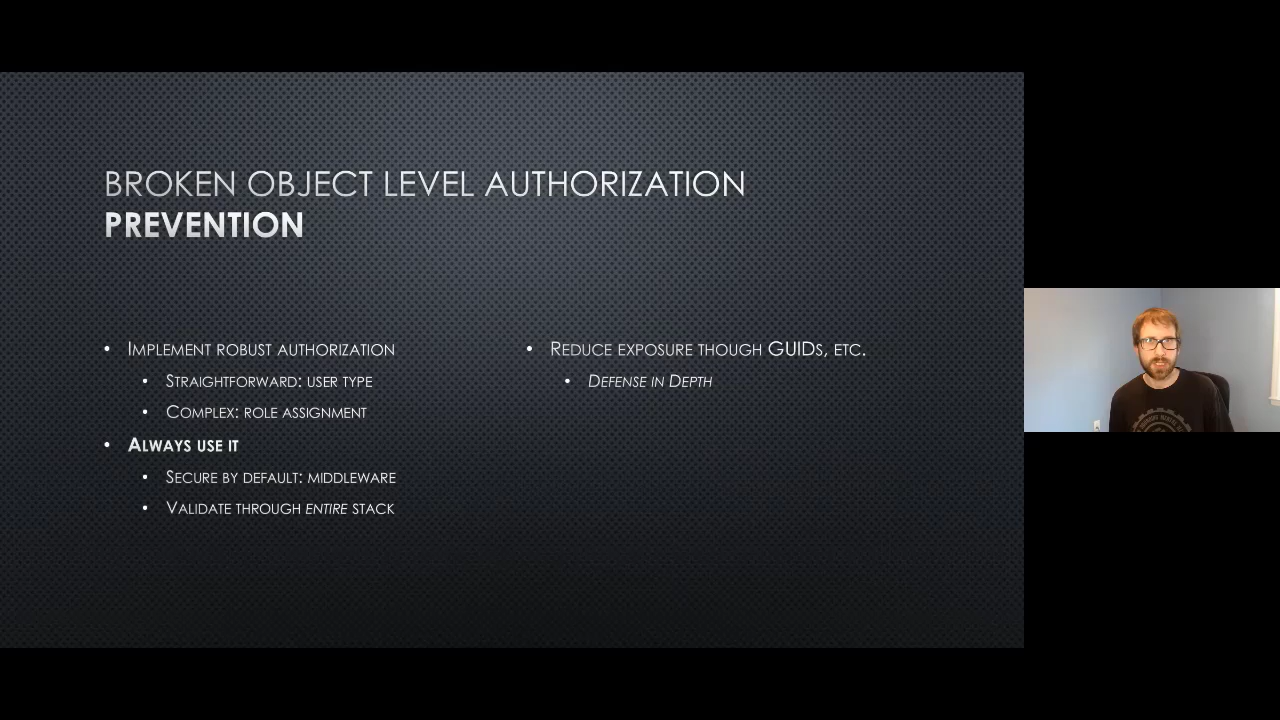 BROKEN OBJECT LEVEL AUTHORIZATION
PREVENTION
• IMPLEMENT ROBUST AUTHORIZATION
• STRAIGHTFORWARD: USER TYPE
• COMPLEX: ROLE ASSIGNMENT
• ALWAYS USE IT
• SECURE BY DEFAULT: MIDDLEWARE
• VALIDATE THROUGH ENTIRE STACK
• REDUCE EXPOSURE THOUGH GUIDS, ETC.
• DEFENSE IN DEPTH